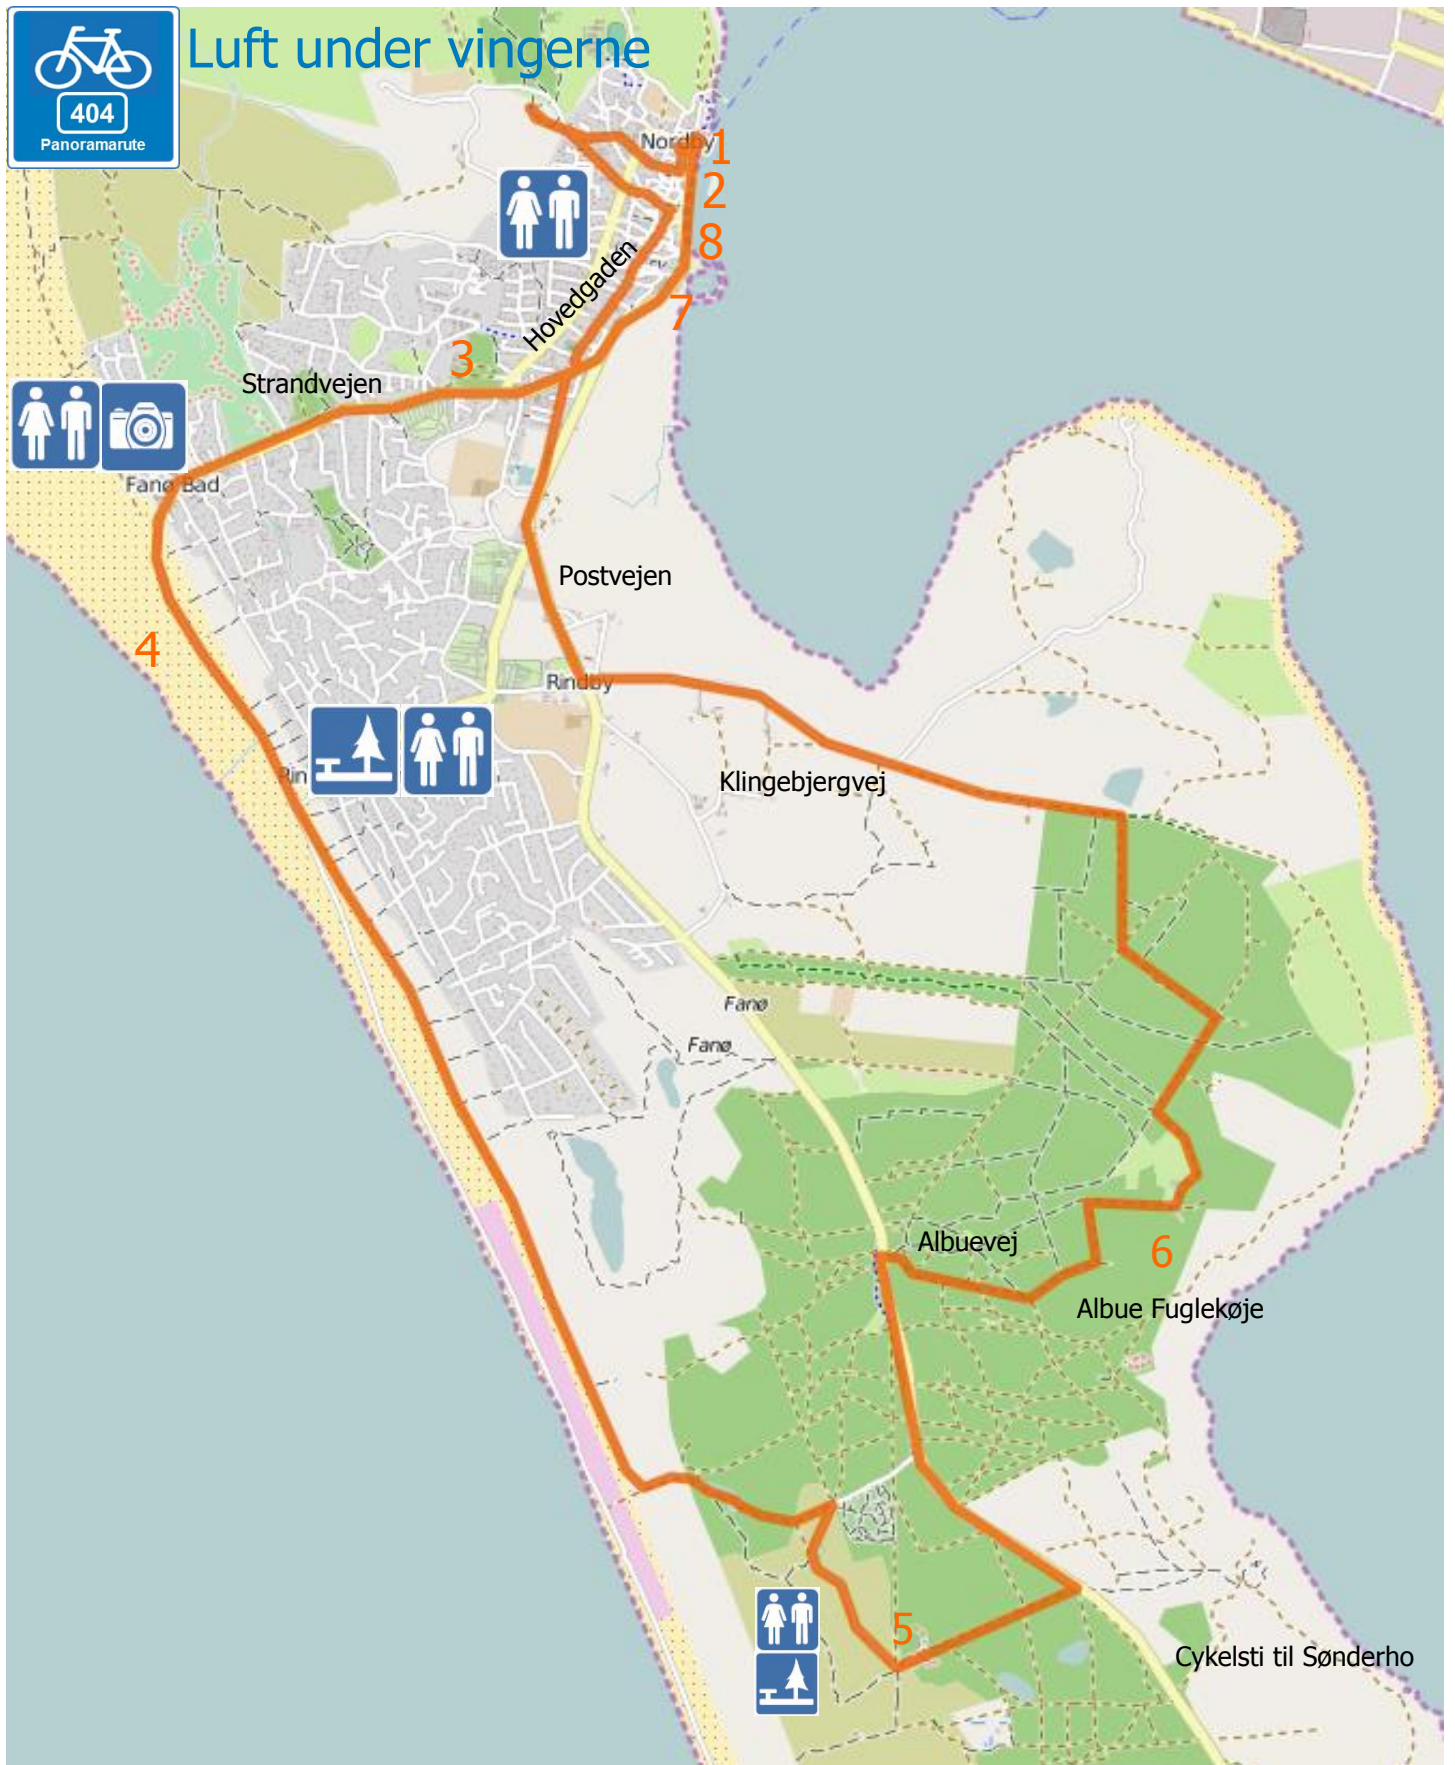 Luft under vingerne
404
Panoramarute
Nordby
1
2
8
7
Hovedgaden
3
Strandvejen
Fanø Bad
Postvejen
4
Rindby
Klingebjergvej
Fanø
Fanø
Albuevej
6
Albue Fuglekøje
5
Cykelsti til Sønderho